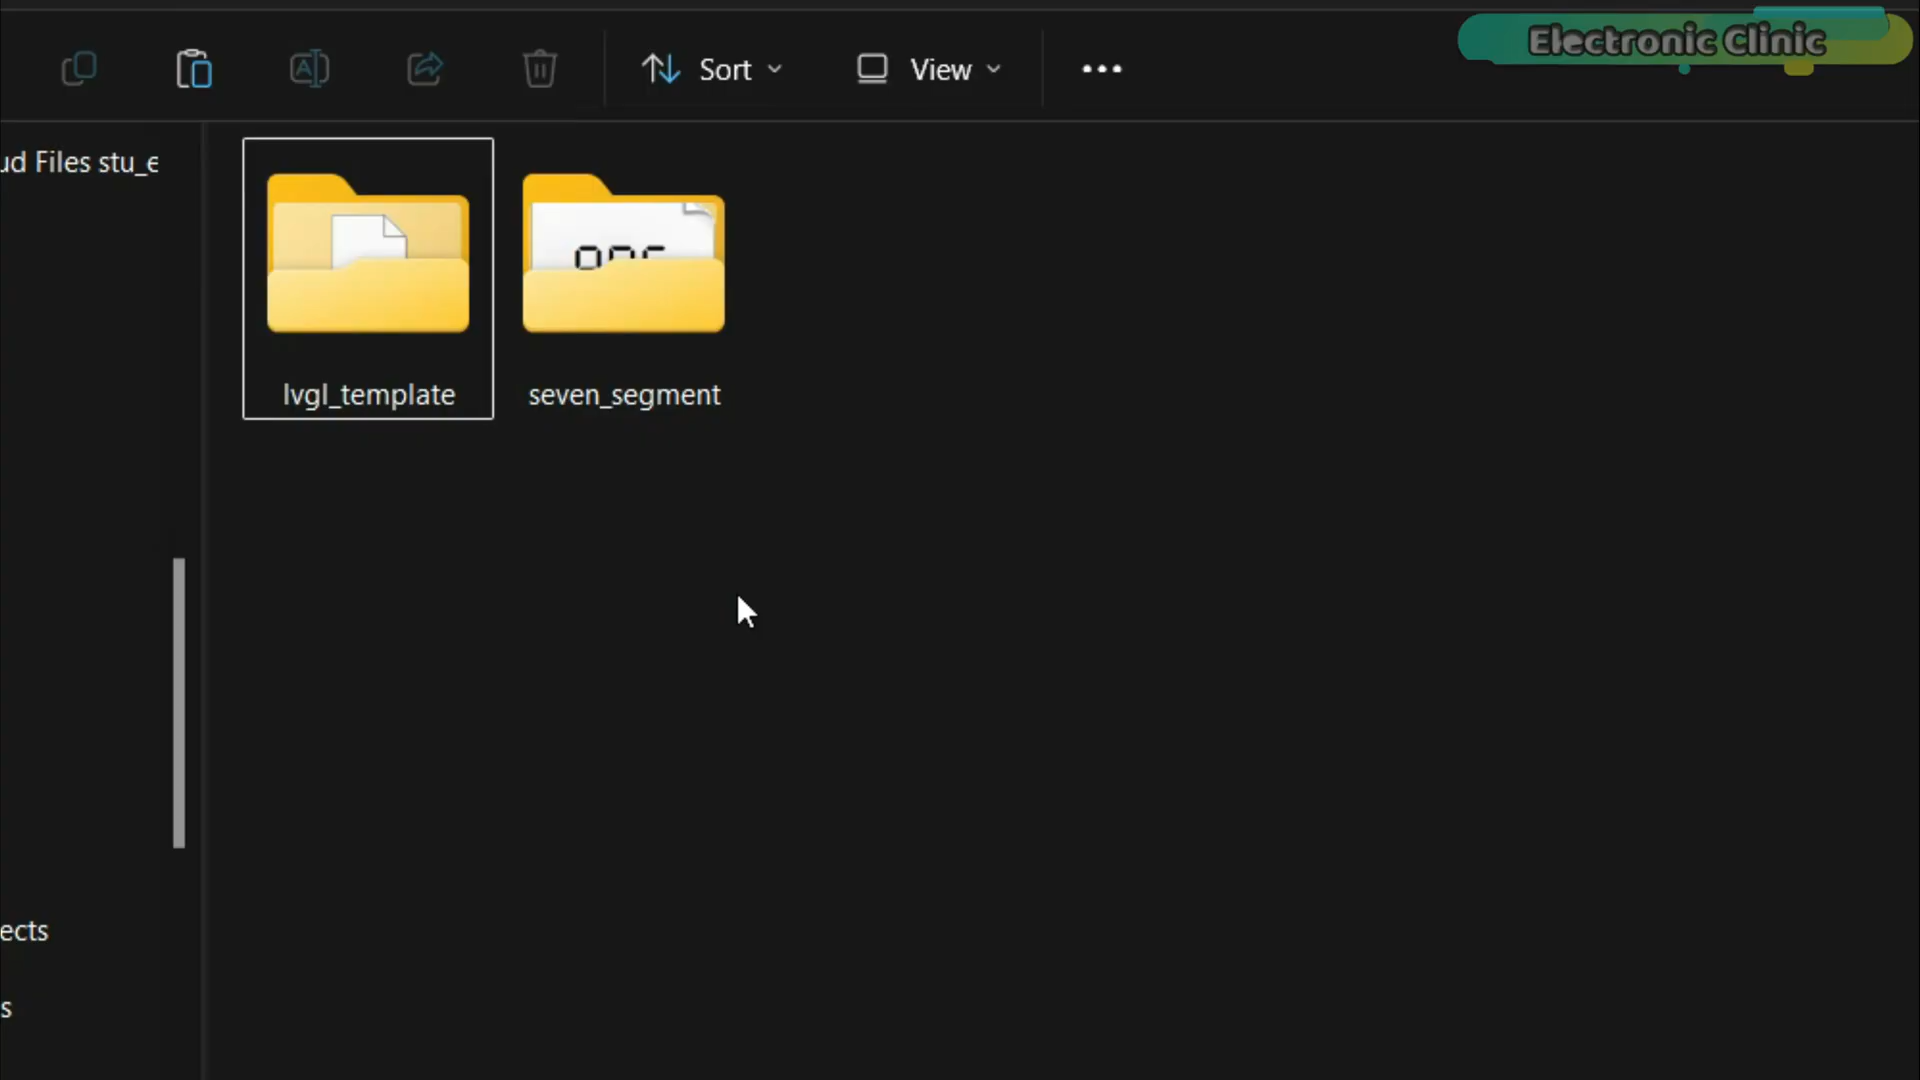 Sort
View
Electronic Clinic
ud Files stu_e
lvgl_template
seven_segment
ects
s